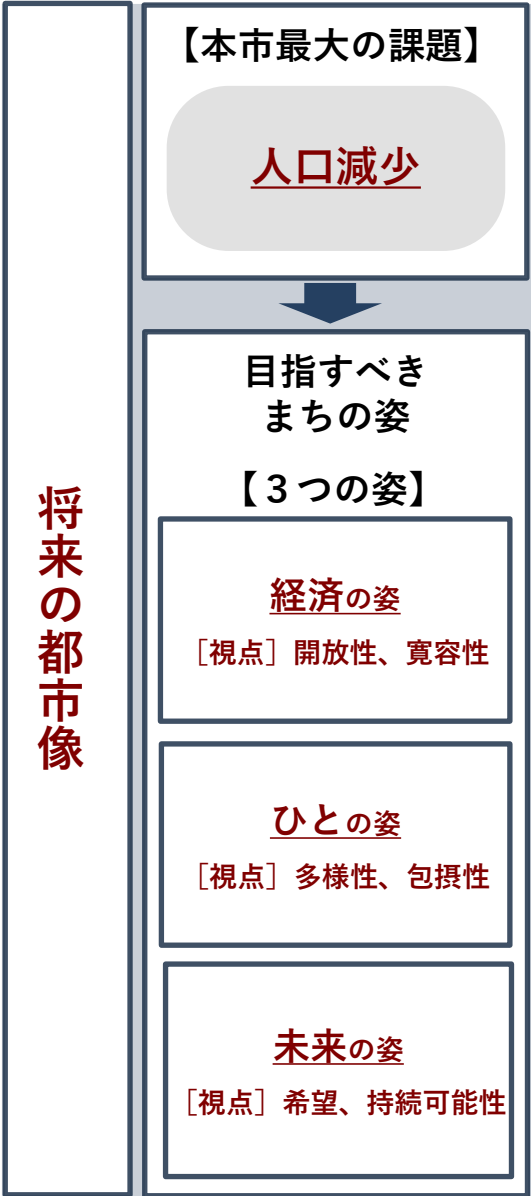 将来の都市像
【本市最大の課題】
人口減少
目指すべき
まちの姿
【３つの姿】
経済の姿
［視点］開放性、寛容性
ひとの姿
［視点］多様性、包摂性
未来の姿
［視点］希望、持続可能性